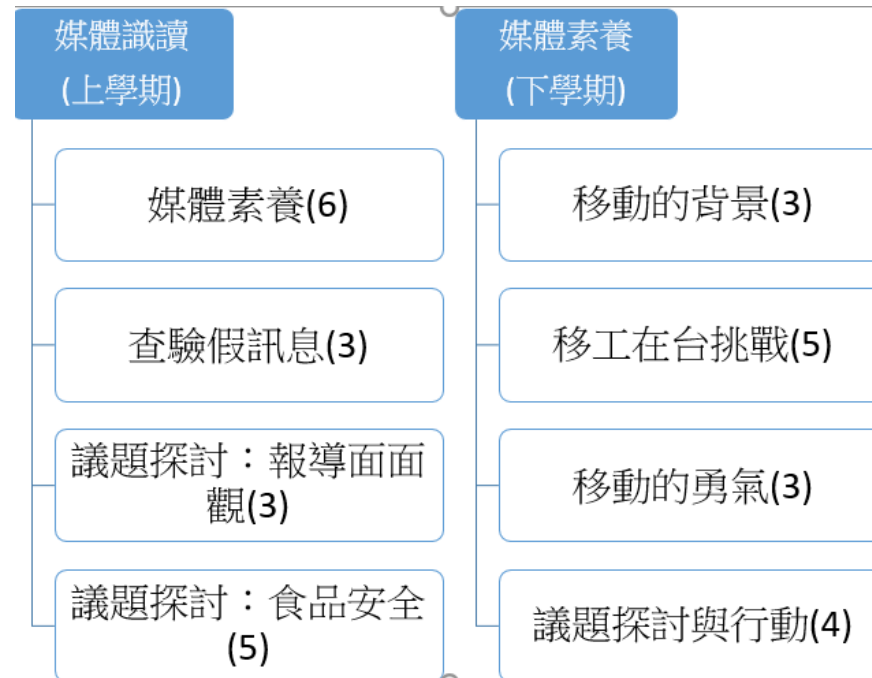 媒體識讀
(上學期)
媒體素養(6)
查驗假訊息(3)
議題探討：報導面面
觀(3)
議題探討：食品安全
(5)
媒體素養
(下學期)
移動的背景(3)
移工在台挑戰(5)
移動的勇氣(3)
議題探討與行動(4)